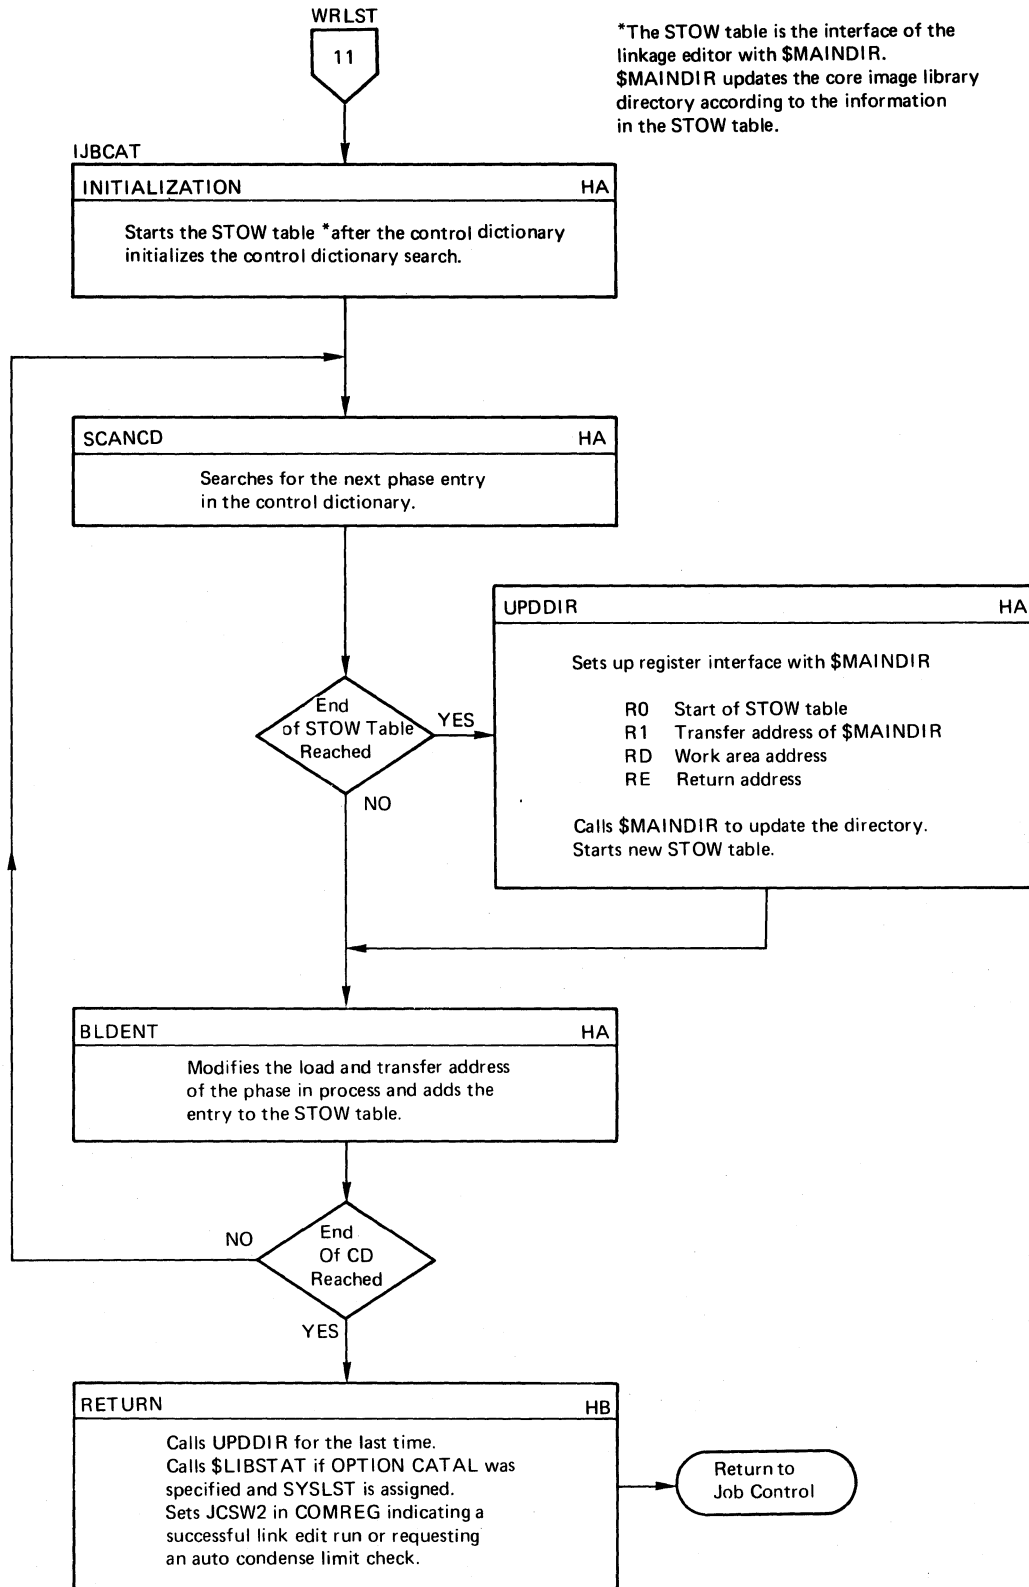 WRLST
11
*The STOW table is the interface of the
linkage editor with $MAINDIR.
$MAINDIR updates the core image library
directory according to the information
in the STOW table.
IJBCAT
INITIALIZATION HA
Starts the STOW table *after the control dictionary
initializes the control dictionary search.
SCANCD HA
Searches for the next phase entry
in the control dictionary.
End
of STOW Table
Reached
YES
NO
UPDDIR HA
Sets up register interface with $MAINDIR
R0 Start of STOW table
R1 Transfer address of $MAINDIR
RD Work area address
RE Return address
Calls $MAINDIR to update the directory.
Starts new STOW table.
BLDENT HA
Modifies the load and transfer address
of the phase in process and adds the
entry to the STOW table.
End
Of CD
Reached
NO
YES
RETURN HB
Calls UPDDIR for the last time.
Calls $LIBSTAT if OPTION CATAL was
specified and SYSLST is assigned.
Sets JCSW2 in COMREG indicating a
successful link edit run or requesting
an auto condense limit check.
Return to
Job Control